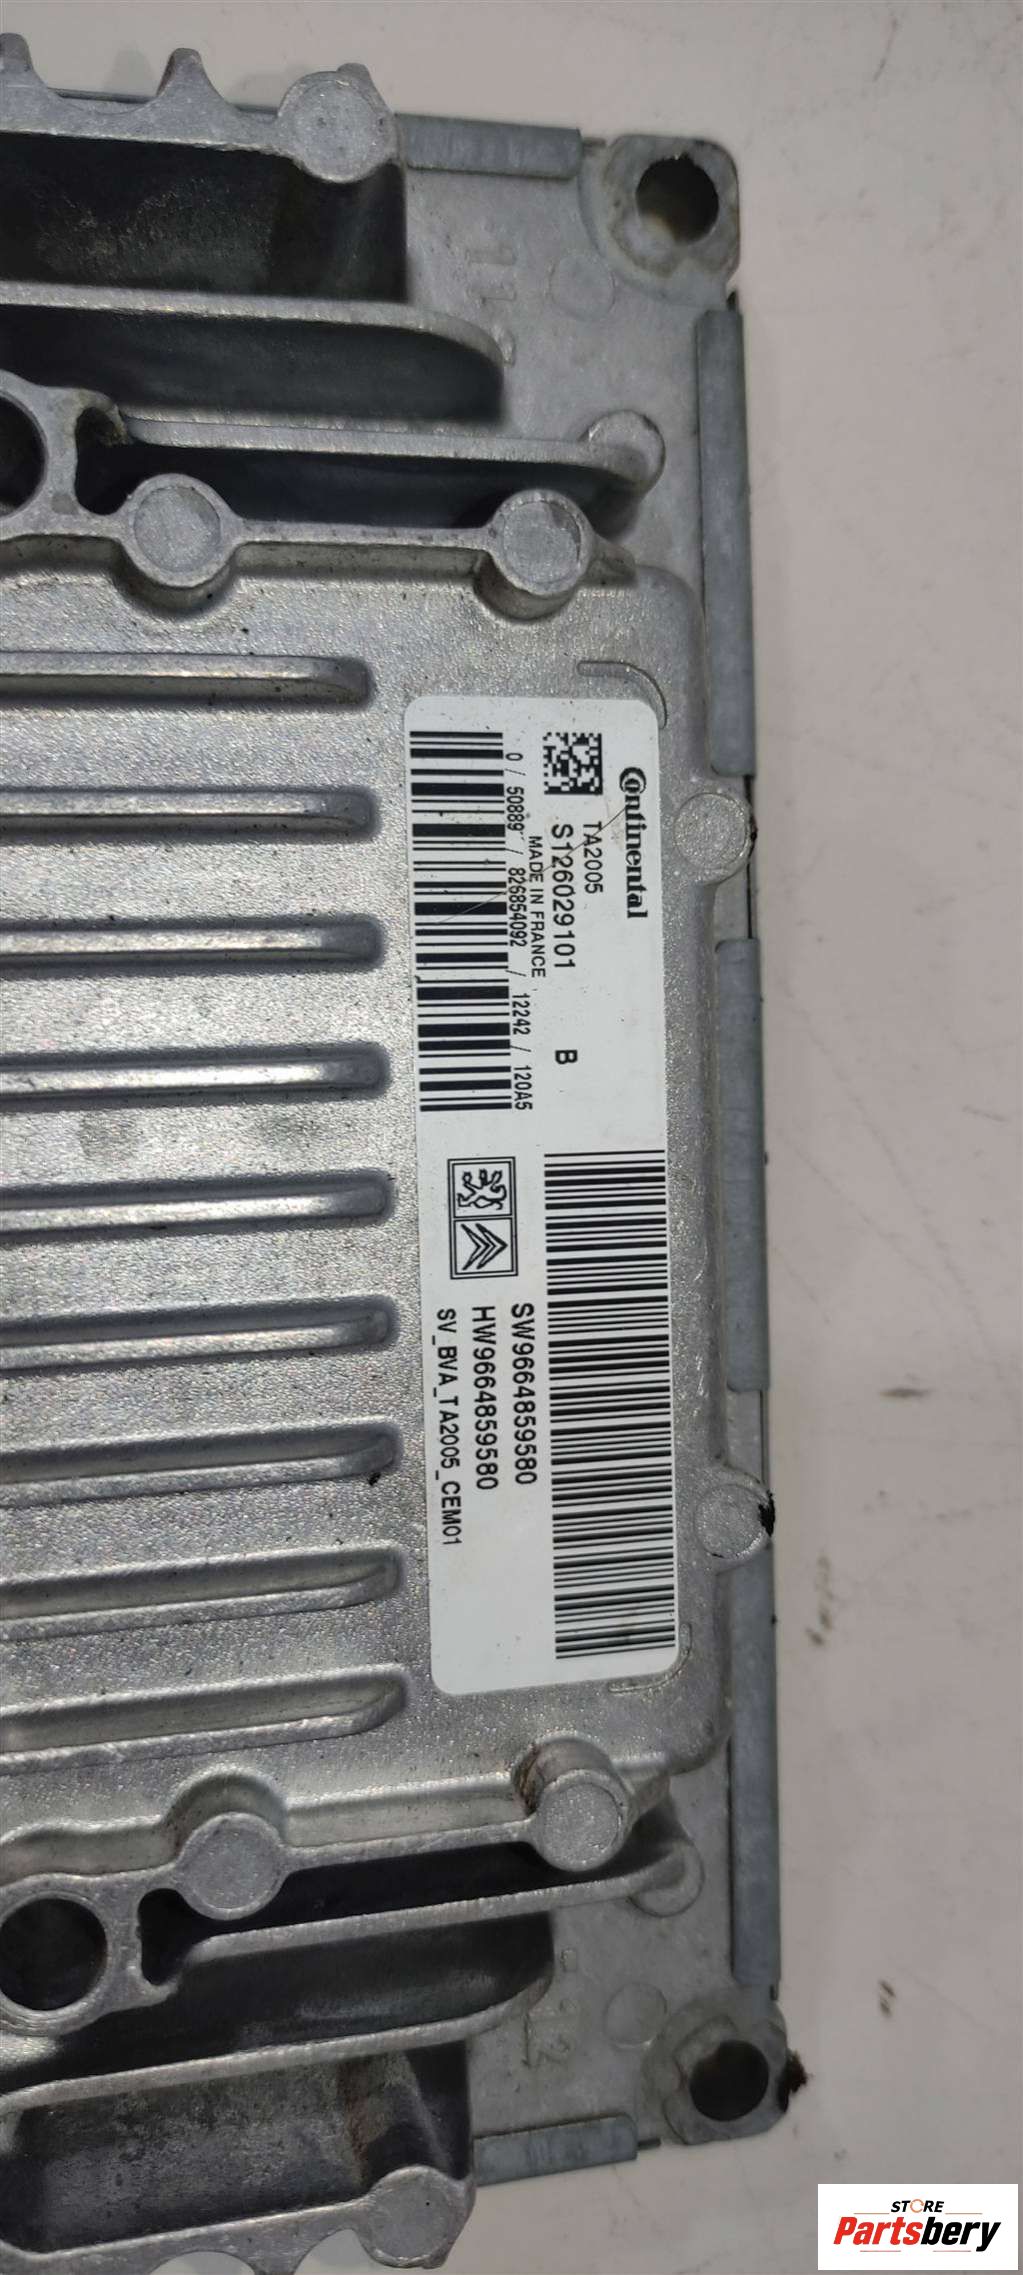 Continental
TA2005
S126029101 B
MADE IN FRANCE
0 / 50889 / 826854092 / 12242 / 120A5
SW9664859580
HW9664859580
SV_BVA_TA2005_CEM01
STORE
Partsbery